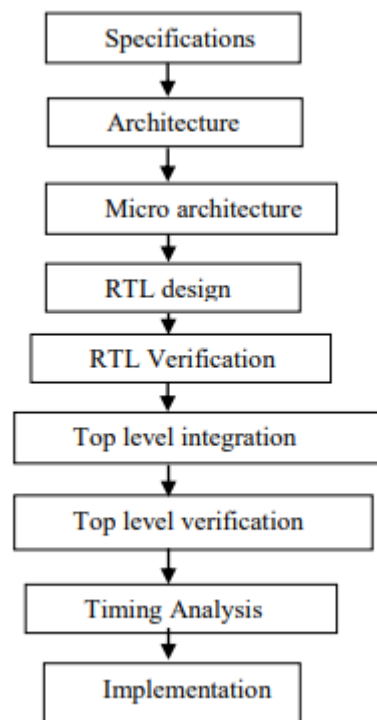 Specifications
Architecture
Micro architecture
RTL design
RTL Verification
Top level integration
Top level verification
Timing Analysis
Implementation